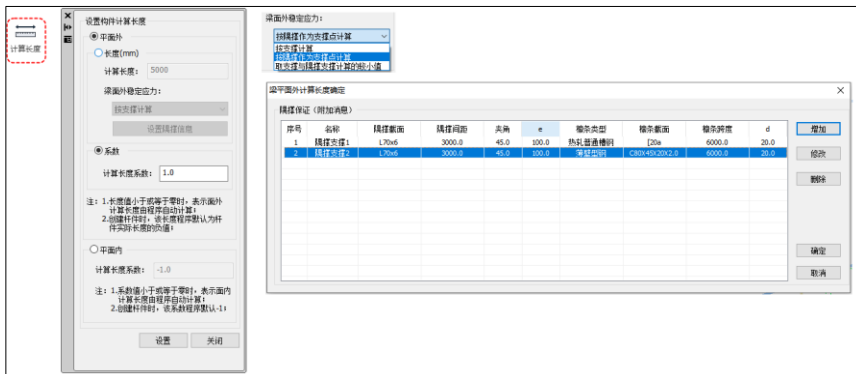 计算长度
设置构件计算长度
平面外
长度(mm)
计算长度： 5000
梁面外稳定应力：
按支撑计算
设置隅撑信息
系数
计算长度系数： 1.0
注：1.长度值小于或等于零时，表示面外
计算长度由程序自动计算；
2.创建杆件时，该长度程序默认为杆
件实际长度的负值；
平面内
计算长度系数： -1.0
注：1.系数值小于或等于零时，表示面内
计算长度由程序自动计算；
2.创建杆件时，该系数程序默认-1；
设置 关闭
梁面外稳定应力：
按隅撑作为支撑点计算
按支撑计算
按隅撑作为支撑点计算
取支撑与隅撑支撑计算的较小值
梁平面外计算长度确定
隅撑保证（附加消息）
序号 名称 隅撑截面 隅撑间距 夹角 e 檩条类型 檩条截面 檩条跨度 d
1 隅撑支撑1 L70x6 3000.0 45.0 100.0 热轧普通槽钢 [20a 6000.0 20.0
2 隅撑支撑2 L70x6 3000.0 45.0 100.0 薄壁型钢 C80X45X20X2.0 6000.0 20.0
增加
修改
删除
确定
取消